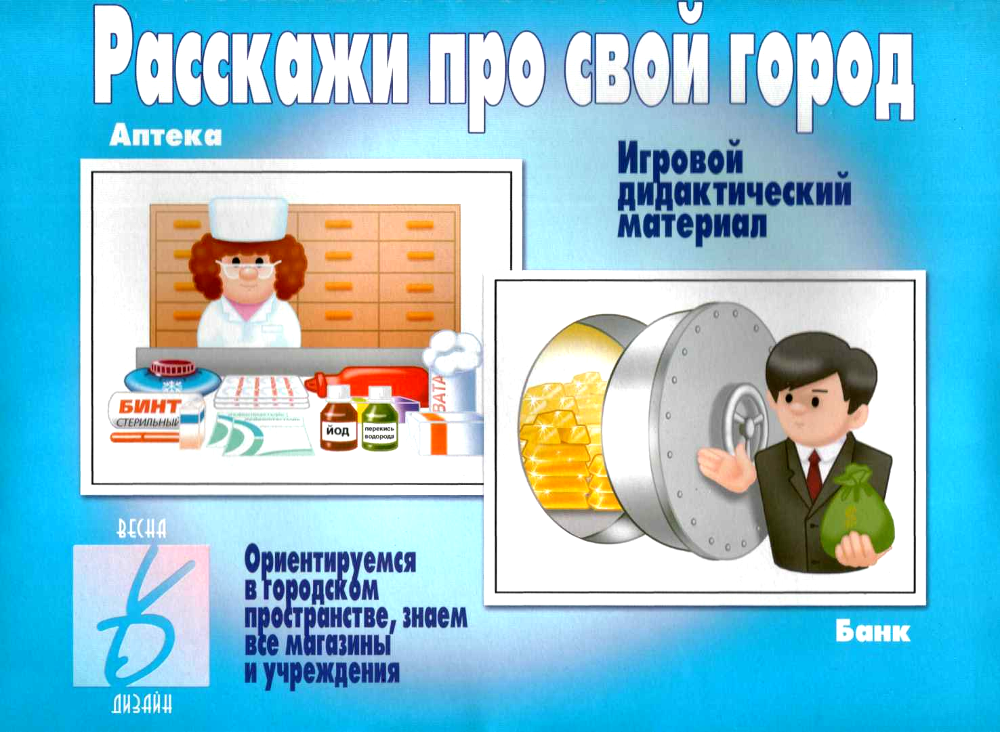 Расскажи про свой город
Аптека
Игровой
дидактический
материал
БИНТ
СТЕРИЛЬНЫЙ
йод
перекись
водорода
ВАТА
$
ВЕСНА
ДИЗАЙН
Ориентируемся
в городском
пространстве, знаем
все магазины
и учреждения
Банк